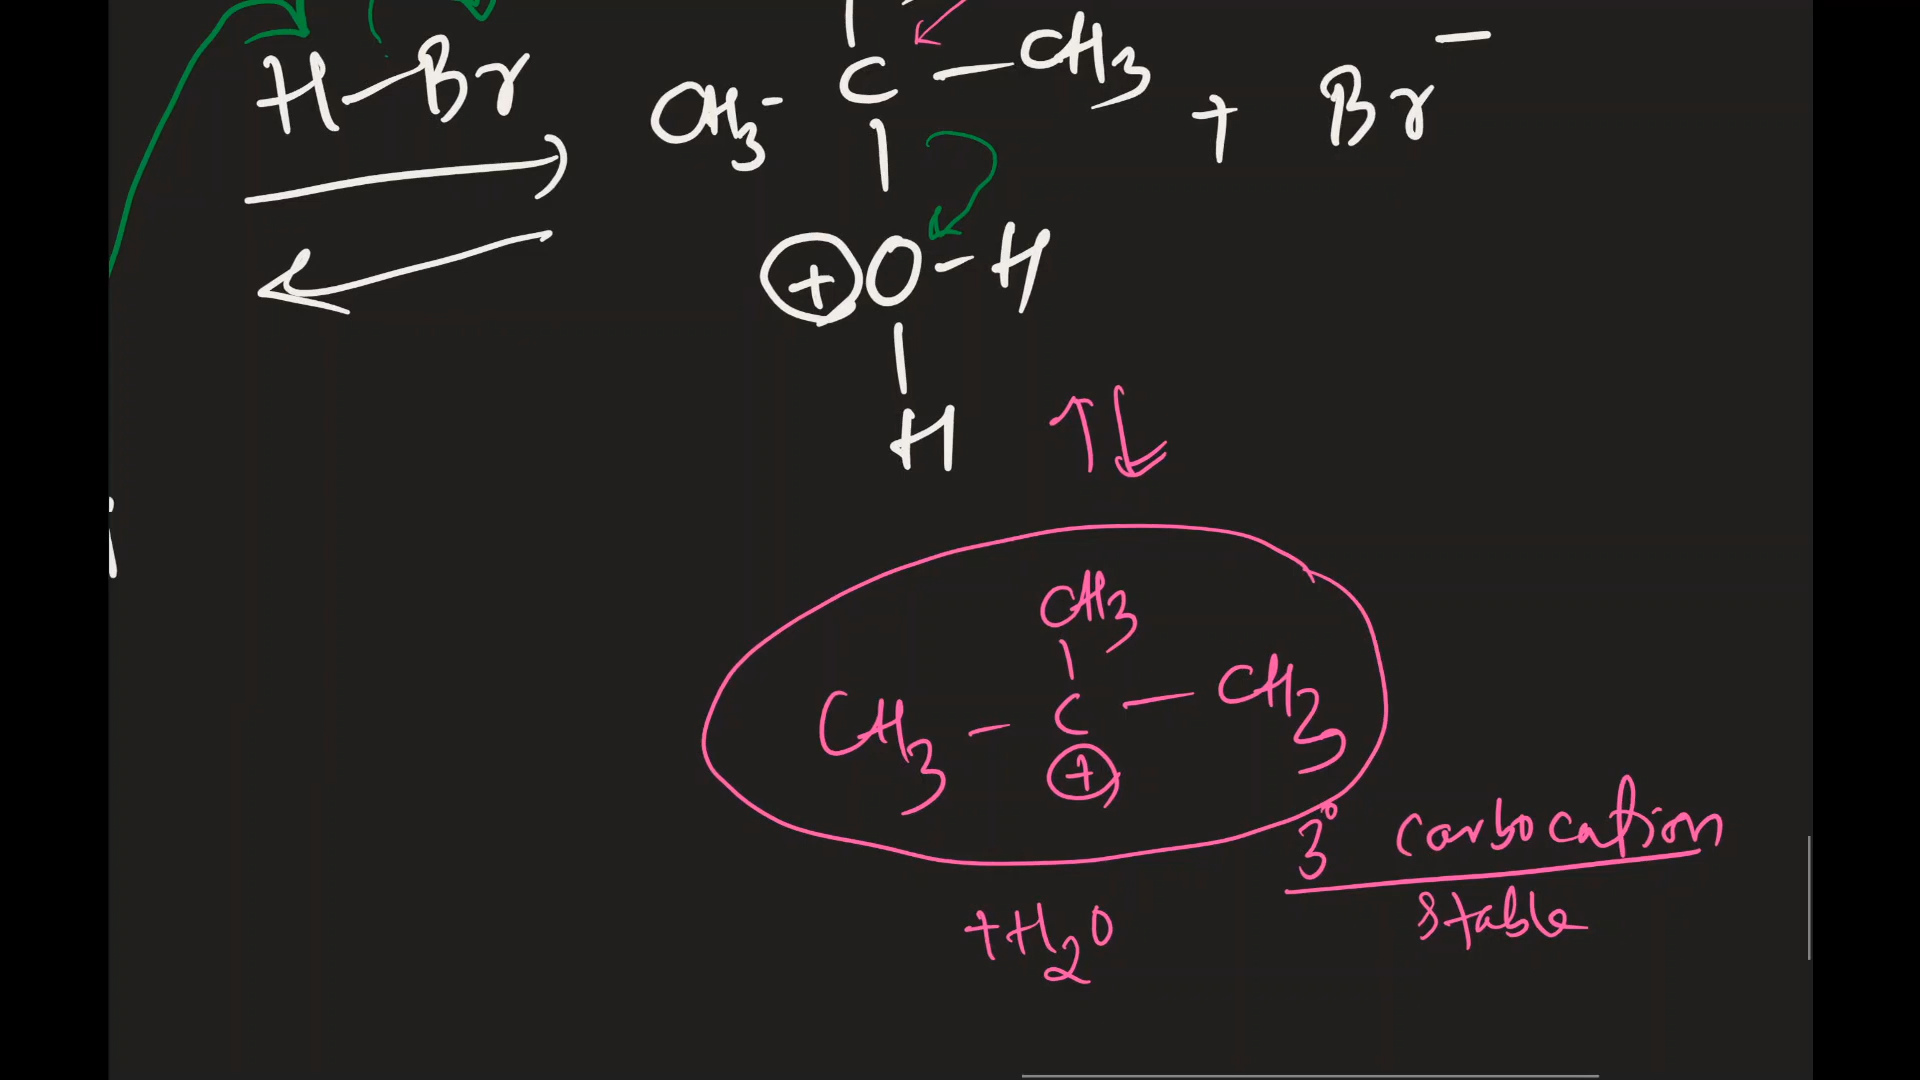 H-Br
CH3- C -CH3 + Br−
+ O-H
H
CH3
CH3 - C - CH3
+
3° carbocation
stable
+H2O